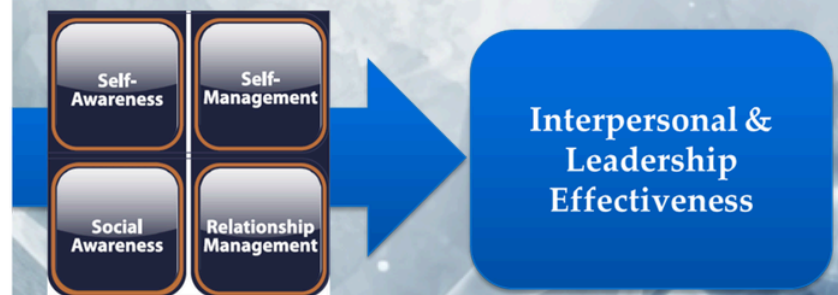 Self-
Awareness
Self-
Management
Social
Awareness
Relationship
Management
Interpersonal &
Leadership
Effectiveness